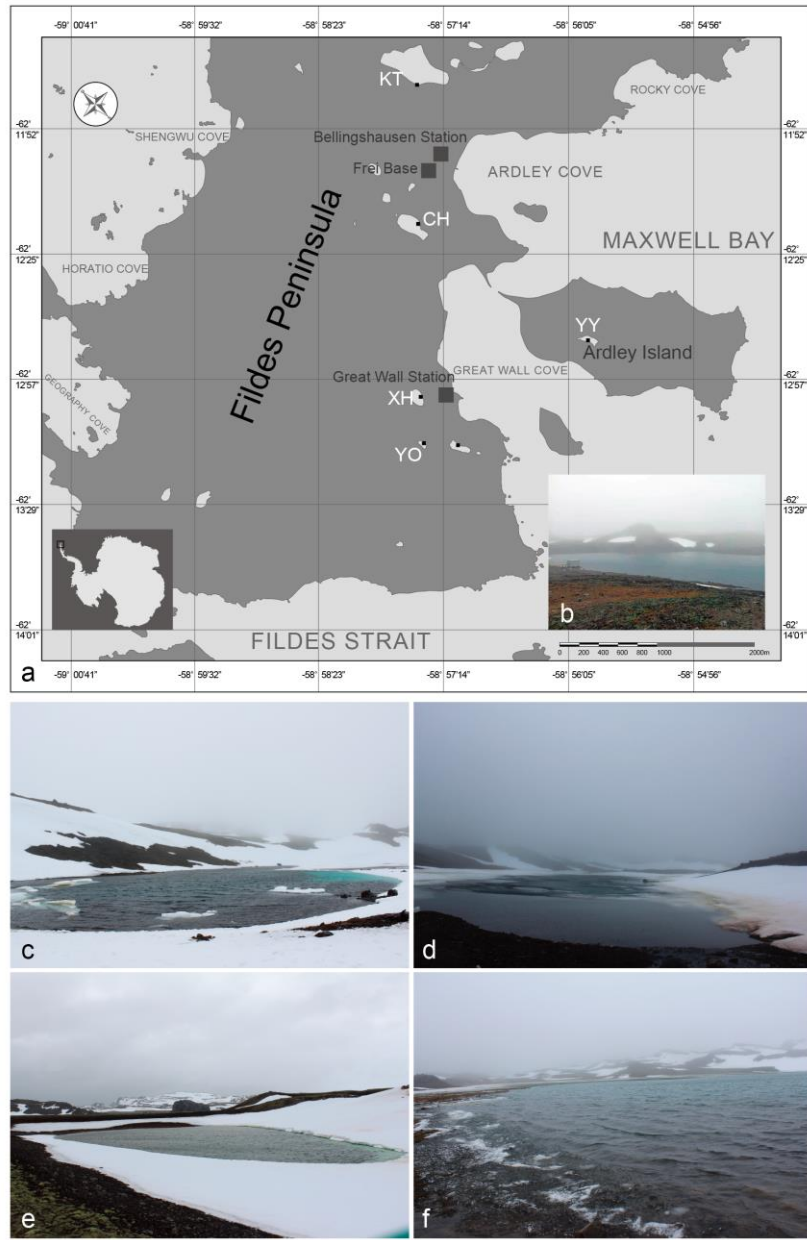 -59° 00'41"
-58° 59'32"
-58° 58'23"
-58° 57'14"
-58° 56'05"
-58° 54'56"
KT
ROCKY COVE
-62°
11'52"
-62°
11'52"
SHENGWU COVE
Bellingshausen Station
Frei Base
ARDLEY COVE
CH
MAXWELL BAY
-62°
12'25"
-62°
12'25"
HORATIO COVE
Fildes Peninsula
YY
Ardley Island
Great Wall Station
GREAT WALL COVE
-62°
12'57"
-62°
12'57"
GEOGRAPHY COVE
XH
YO
-62°
13'29"
-62°
13'29"
b
-62°
14'01"
-62°
14'01"
FILDES STRAIT
0 200 400 600 800 1000 2000m
a
-59° 00'41"
-58° 59'32"
-58° 58'23"
-58° 57'14"
-58° 56'05"
-58° 54'56"
c
d
e
f